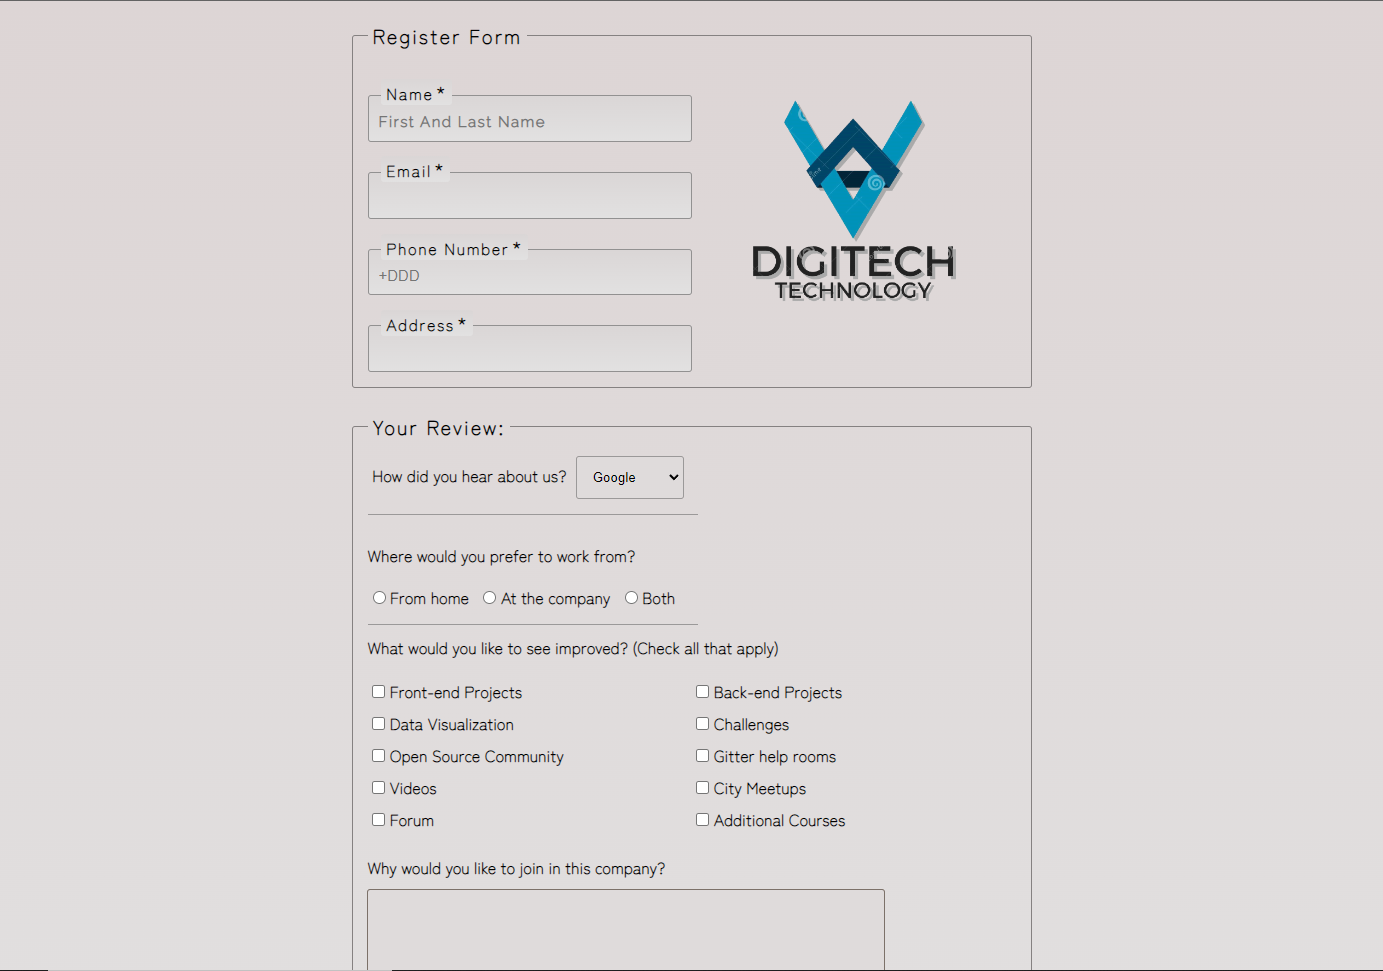 Register Form
Name *
First And Last Name
Email *
Phone Number *
+DDD
Address *
DIGITECH
TECHNOLOGY
Your Review:
How did you hear about us? Google
Where would you prefer to work from?
From home At the company Both
What would you like to see improved? (Check all that apply)
Front-end Projects Back-end Projects
Data Visualization Challenges
Open Source Community Gitter help rooms
Videos City Meetups
Forum Additional Courses
Why would you like to join in this company?